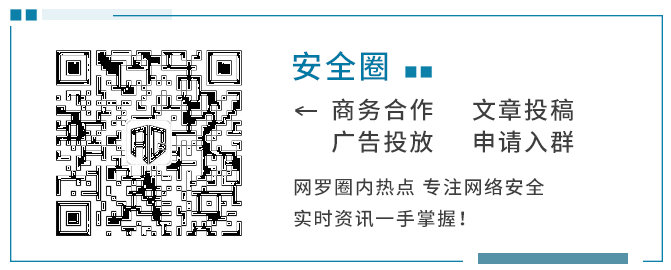 安全圈
← 商务合作 文章投稿
广告投放 申请入群
网罗圈内热点 专注网络安全
实时资讯一手掌握！